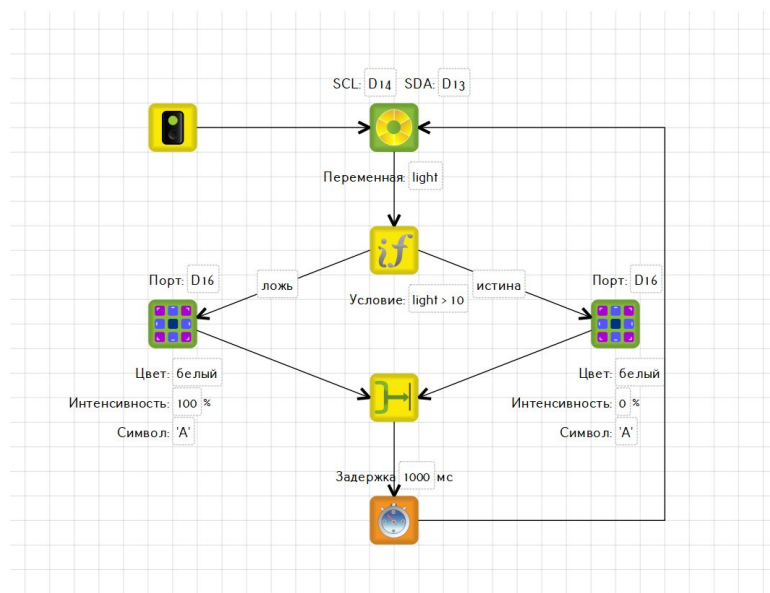 SCL: D14 SDA: D13
Переменная: light
if
Порт: D16
ложь
истина
Порт: D16
Условие: light > 10
Цвет: белый
Интенсивность: 100 %
Символ: 'A'
Цвет: белый
Интенсивность: 0 %
Символ: 'A'
Задержка 1000 мс